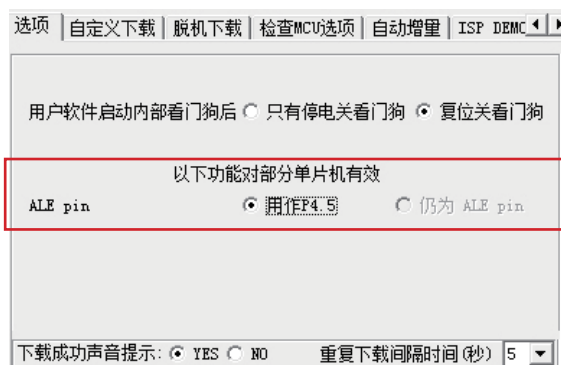 选项 自定义下载 脱机下载 检查MCU选项 自动增量 ISP DEMO
用户软件启动内部看门狗后 只有停电关看门狗 复位关看门狗
以下功能对部分单片机有效
ALE pin 用作P4.5 仍为 ALE pin
下载成功声音提示: YES NO 重复下载间隔时间(秒) 5